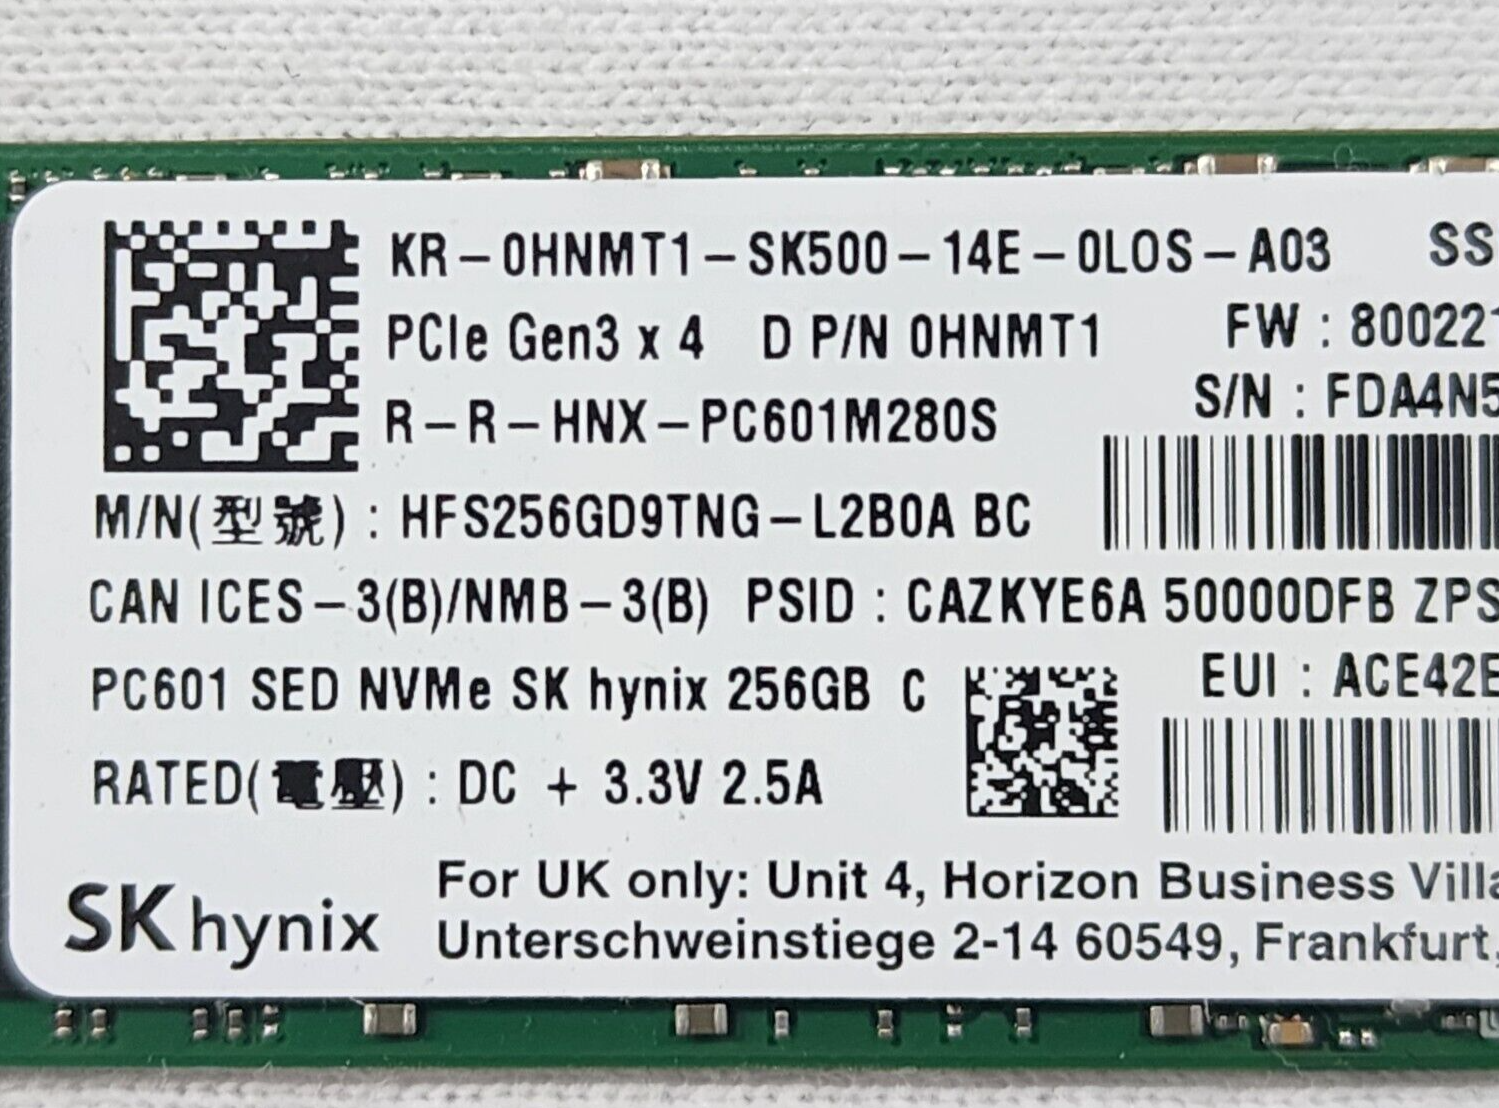 KR-0HNMT1-SK500-14E-0LOS-A03 SS
PCIe Gen3 x 4 D P/N 0HNMT1 FW : 800221
R-R-HNX-PC601M280S S/N : FDA4N5
M/N(型號) : HFS256GD9TNG-L2B0A BC
CAN ICES-3(B)/NMB-3(B) PSID : CAZKYE6A 50000DFB ZPS
PC601 SED NVMe SK hynix 256GB C EUI : ACE42E
RATED(電壓) : DC + 3.3V 2.5A
SK hynix
For UK only: Unit 4, Horizon Business Villa
Unterschweinstiege 2-14 60549, Frankfurt,